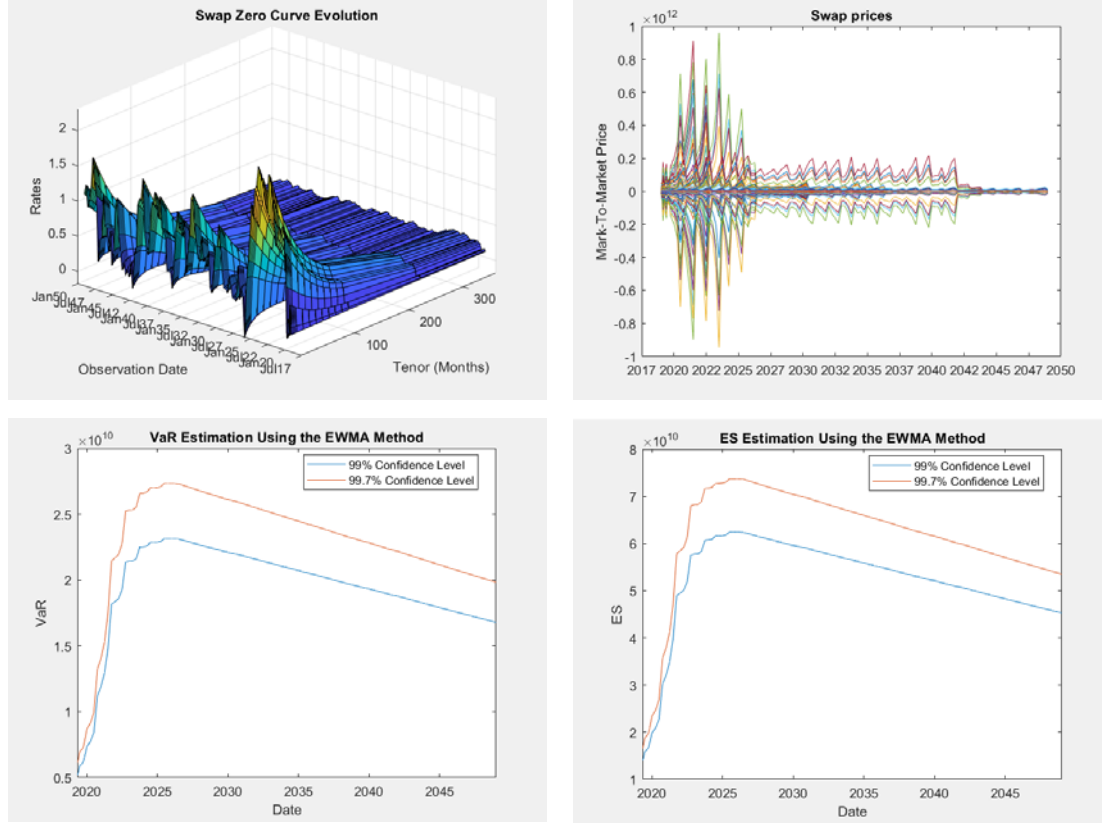 Swap Zero Curve Evolution
2
1.5
1
0.5
0
Rates
Jan50
Jul47
Jan45
Jul42
Jan40
Jul37
Jan35
Jul32
Jan30
Jul27
Jan25
Jul22
Jan20
Jul17
Observation Date
100
200
300
Tenor (Months)
Swap prices
×10^12
1
0.8
0.6
0.4
0.2
0
-0.2
-0.4
-0.6
-0.8
-1
Mark-To-Market Price
2017 2020 2022 2025 2027 2030 2032 2035 2037 2040 2042 2045 2047 2050
VaR Estimation Using the EWMA Method
×10^10
3
2.5
2
1.5
1
0.5
VaR
99% Confidence Level
99.7% Confidence Level
2020 2025 2030 2035 2040 2045
Date
ES Estimation Using the EWMA Method
×10^10
8
7
6
5
4
3
2
1
ES
99% Confidence Level
99.7% Confidence Level
2020 2025 2030 2035 2040 2045
Date